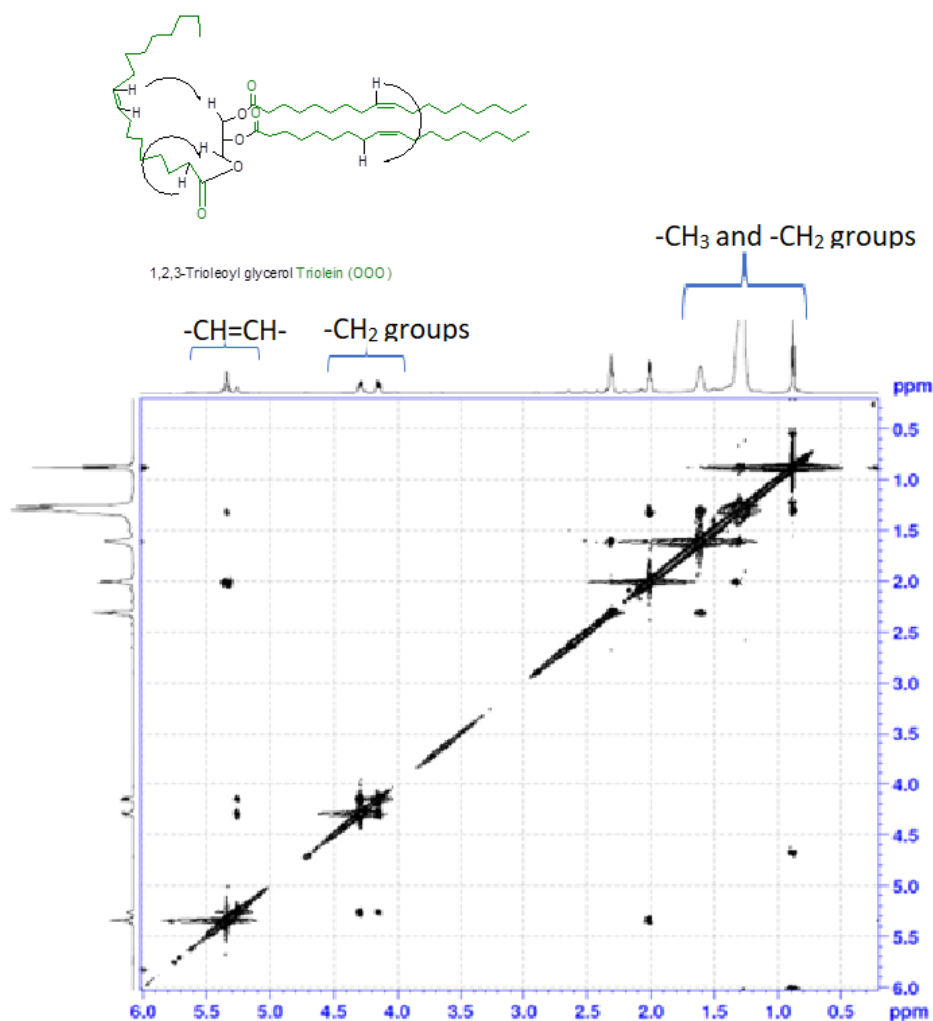 H
H
O
H
H
O
O
O
O
H
H
H
O
O
1,2,3-Trioleoyl glycerol Triolein (OOO)
-CH₃ and -CH₂ groups
-CH=CH-
-CH₂ groups
ppm
0.5
1.0
1.5
2.0
2.5
3.0
3.5
4.0
4.5
5.0
5.5
6.0
6.0 5.5 5.0 4.5 4.0 3.5 3.0 2.5 2.0 1.5 1.0 0.5 ppm